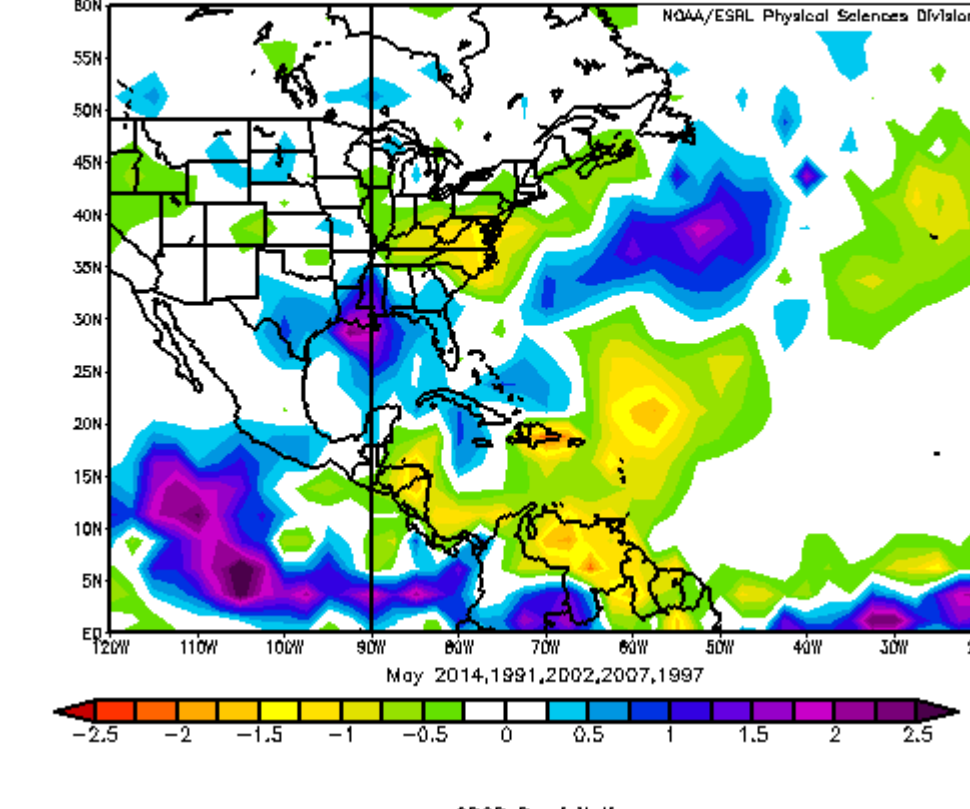 60N
NOAA/ESRL Physical Sciences Division
55N
50N
45N
40N
35N
30N
25N
20N
15N
10N
5N
EQ
120W 110W 100W 90W 80W 70W 60W 50W 40W 30W
May 2014,1991,2002,2007,1997
−2.5 −2 −1.5 −1 −0.5 0 0.5 1 1.5 2 2.5